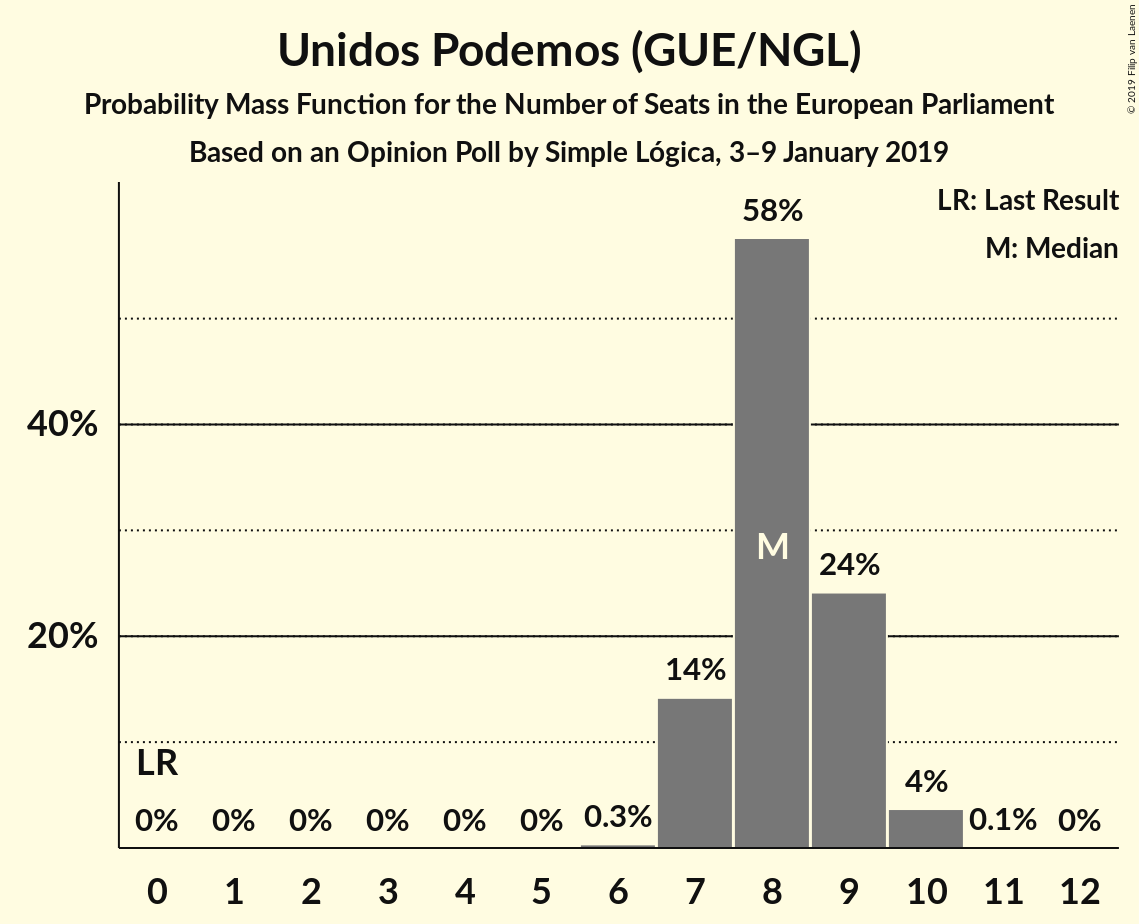 Unidos Podemos (GUE/NGL)
Probability Mass Function for the Number of Seats in the European Parliament
Based on an Opinion Poll by Simple Lógica, 3–9 January 2019
© 2019 Filip van Laenen
LR: Last Result
M: Median
58%
40%
M
24%
20%
14%
LR
4%
0% 0% 0% 0% 0% 0% 0.3% 0.1% 0%
0 1 2 3 4 5 6 7 8 9 10 11 12